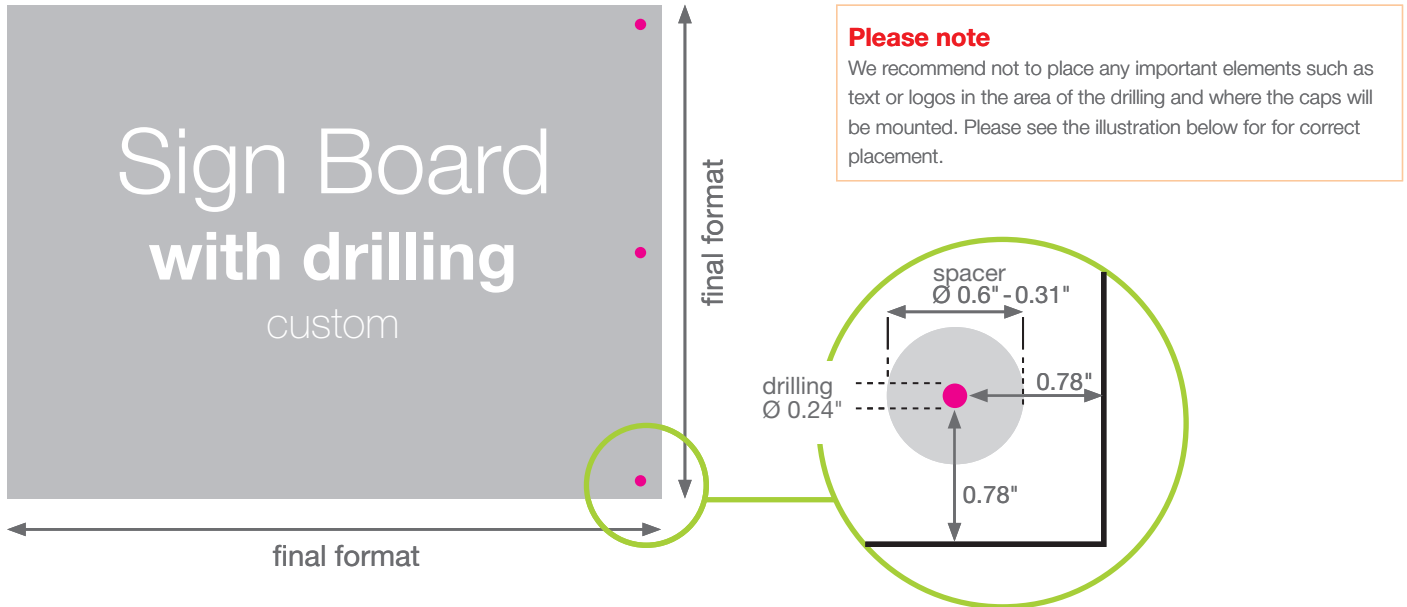 Sign Board
with drilling
custom
final format
final format
Please note
We recommend not to place any important elements such as
text or logos in the area of the drilling and where the caps will
be mounted. Please see the illustration below for for correct
placement.
spacer
Ø 0.6" - 0.31"
drilling
Ø 0.24"
0.78"
0.78"